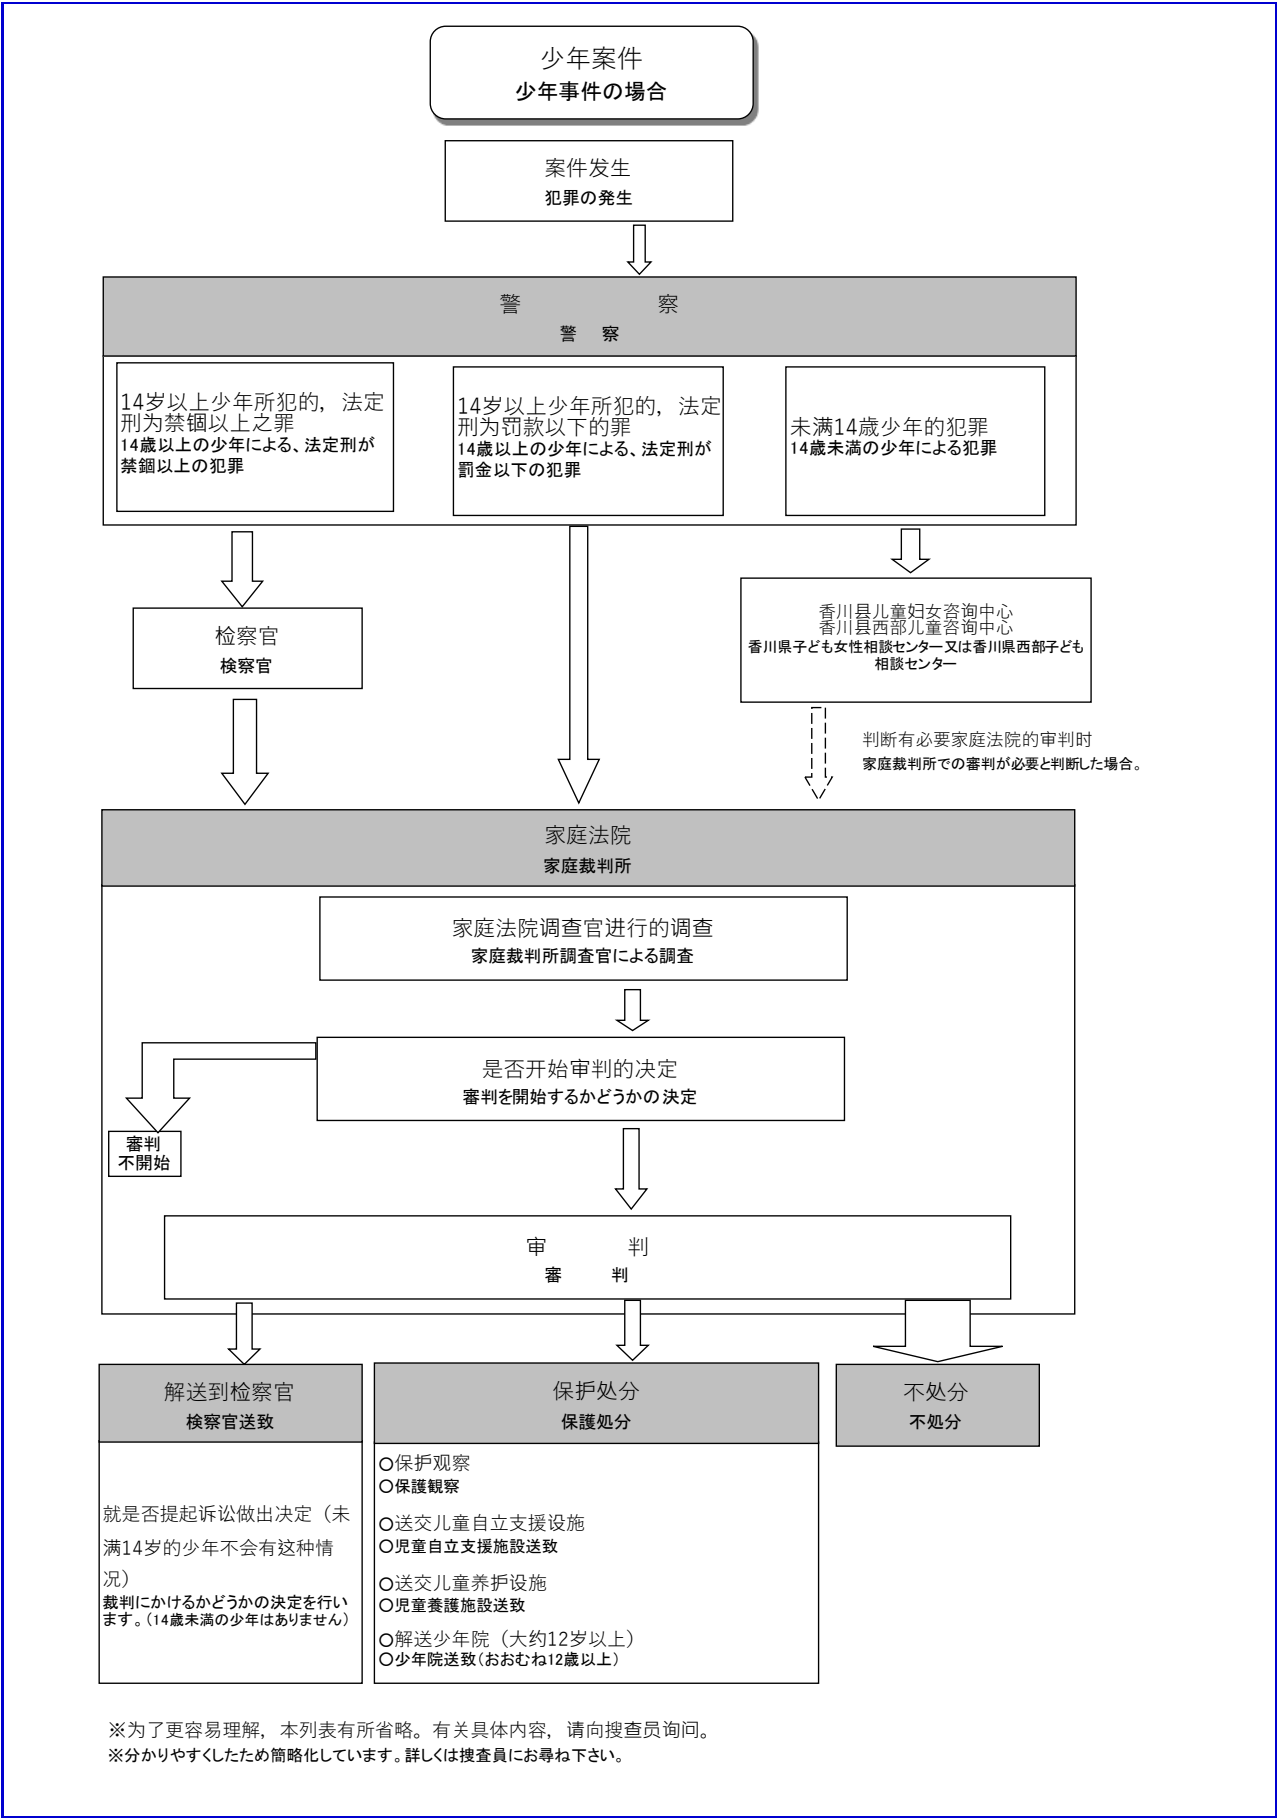 少年案件
少年事件の場合
案件发生
犯罪の発生
警 察
警 察
14岁以上少年所犯的，法定
刑为禁锢以上之罪
14歳以上の少年による、法定刑が
禁錮以上の犯罪
14岁以上少年所犯的，法定
刑为罚款以下的罪
14歳以上の少年による、法定刑が
罰金以下の犯罪
未满14歳少年的犯罪
14歳未満の少年による犯罪
检察官
検察官
香川县儿童妇女咨询中心
香川县西部儿童咨询中心
香川県子ども女性相談センター又は香川県西部子ども
相談センター
判断有必要家庭法院的审判时
家庭裁判所での審判が必要と判断した場合。
家庭法院
家庭裁判所
家庭法院调查官进行的调查
家庭裁判所調査官による調査
是否开始审判的决定
審判を開始するかどうかの決定
審判
不開始
审 判
審 判
解送到检察官
検察官送致
就是否提起诉讼做出决定（未
满14岁的少年不会有这种情
况）
裁判にかけるかどうかの決定を行い
ます。（14歳未満の少年はありません）
保护处分
保護処分
○保护观察
○保護観察
○送交儿童自立支援设施
○児童自立支援施設送致
○送交儿童养护设施
○児童養護施設送致
○解送少年院（大约12岁以上）
○少年院送致（おおむね12歳以上）
不处分
不処分
※为了更容易理解，本列表有所省略。有关具体内容，请向搜查员询问。
※分かりやすくしたため簡略化しています。詳しくは捜査員にお尋ね下さい。